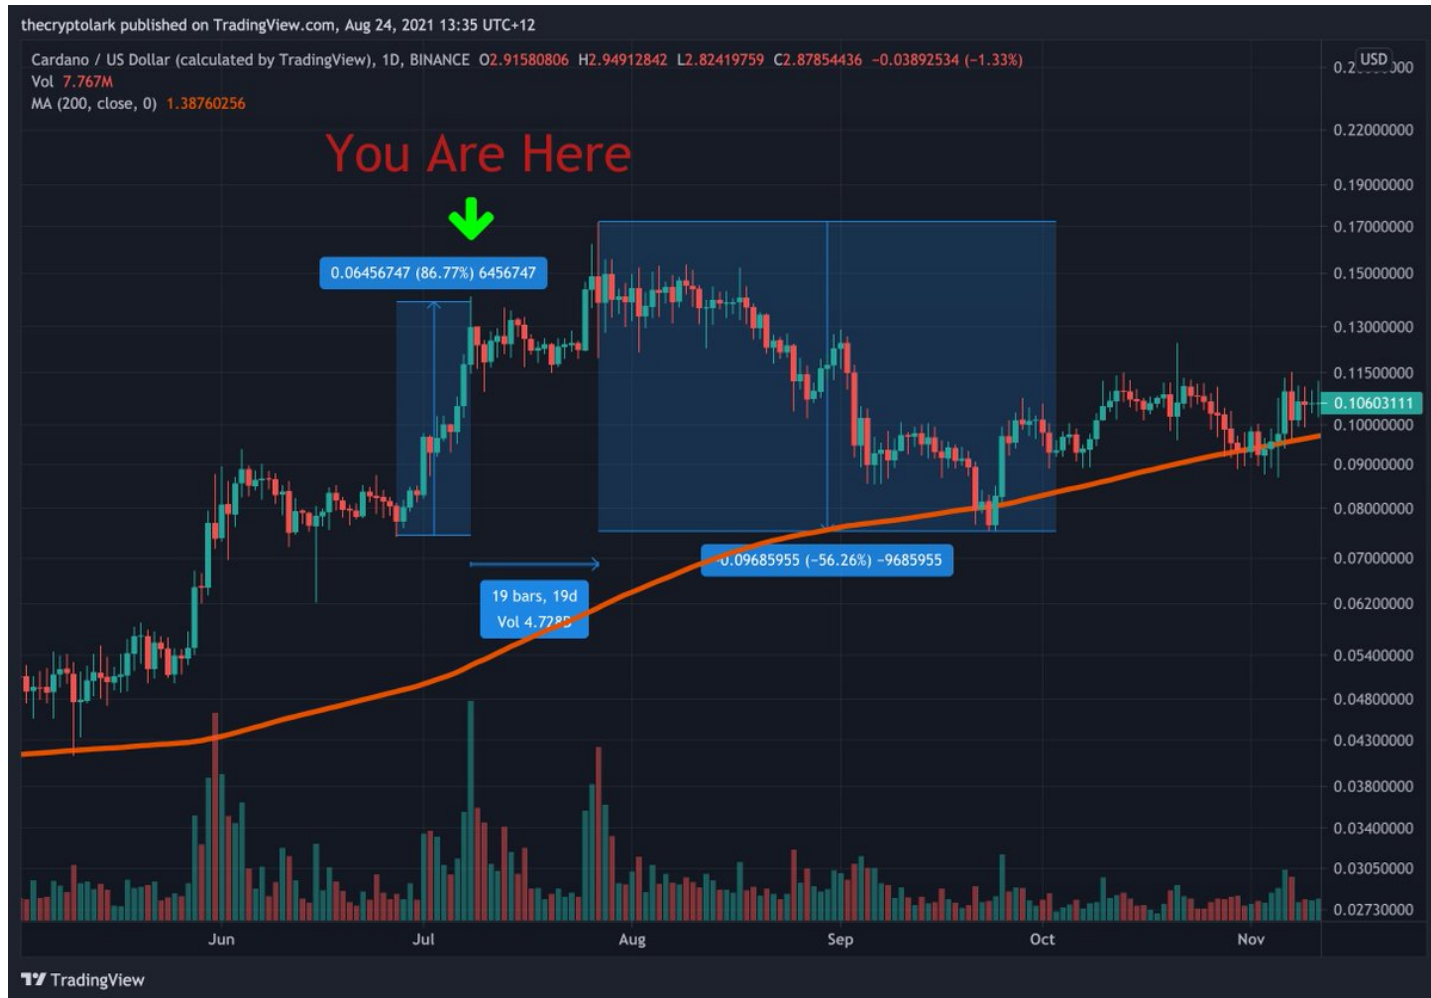 thecryptolark published on TradingView.com, Aug 24, 2021 13:35 UTC+12
Cardano / US Dollar (calculated by TradingView), 1D, BINANCE O2.91580806 H2.94912842 L2.82419759 C2.87854436 −0.03892534 (−1.33%)
USD
Vol 7.767M
MA (200, close, 0) 1.38760256
You Are Here
0.22000000
0.19000000
0.17000000
0.06456747 (86.77%) 6456747
0.15000000
0.13000000
0.11500000
0.10603111
0.10000000
0.09000000
0.08000000
0.07000000
-0.09685955 (−56.26%) −9685955
19 bars, 19d
Vol 4.728B
0.06200000
0.05400000
0.04800000
0.04300000
0.03800000
0.03400000
0.03050000
0.02730000
Jun Jul Aug Sep Oct Nov
TradingView